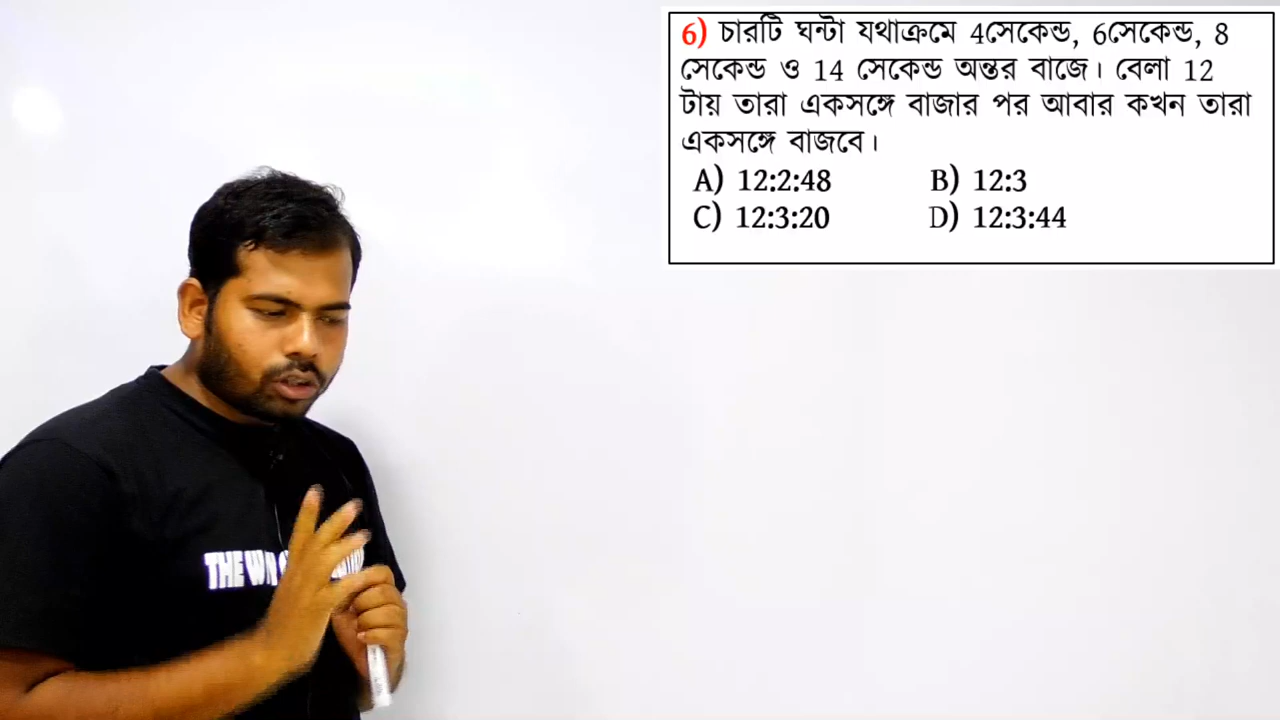 6) চারটি ঘন্টা যথাক্রমে 4সেকেন্ড, 6সেকেন্ড, 8
সেকেন্ড ও 14 সেকেন্ড অন্তর বাজে। বেলা 12
টায় তারা একসঙ্গে বাজার পর আবার কখন তারা
একসঙ্গে বাজবে।
A) 12:2:48 B) 12:3
C) 12:3:20 D) 12:3:44
THE